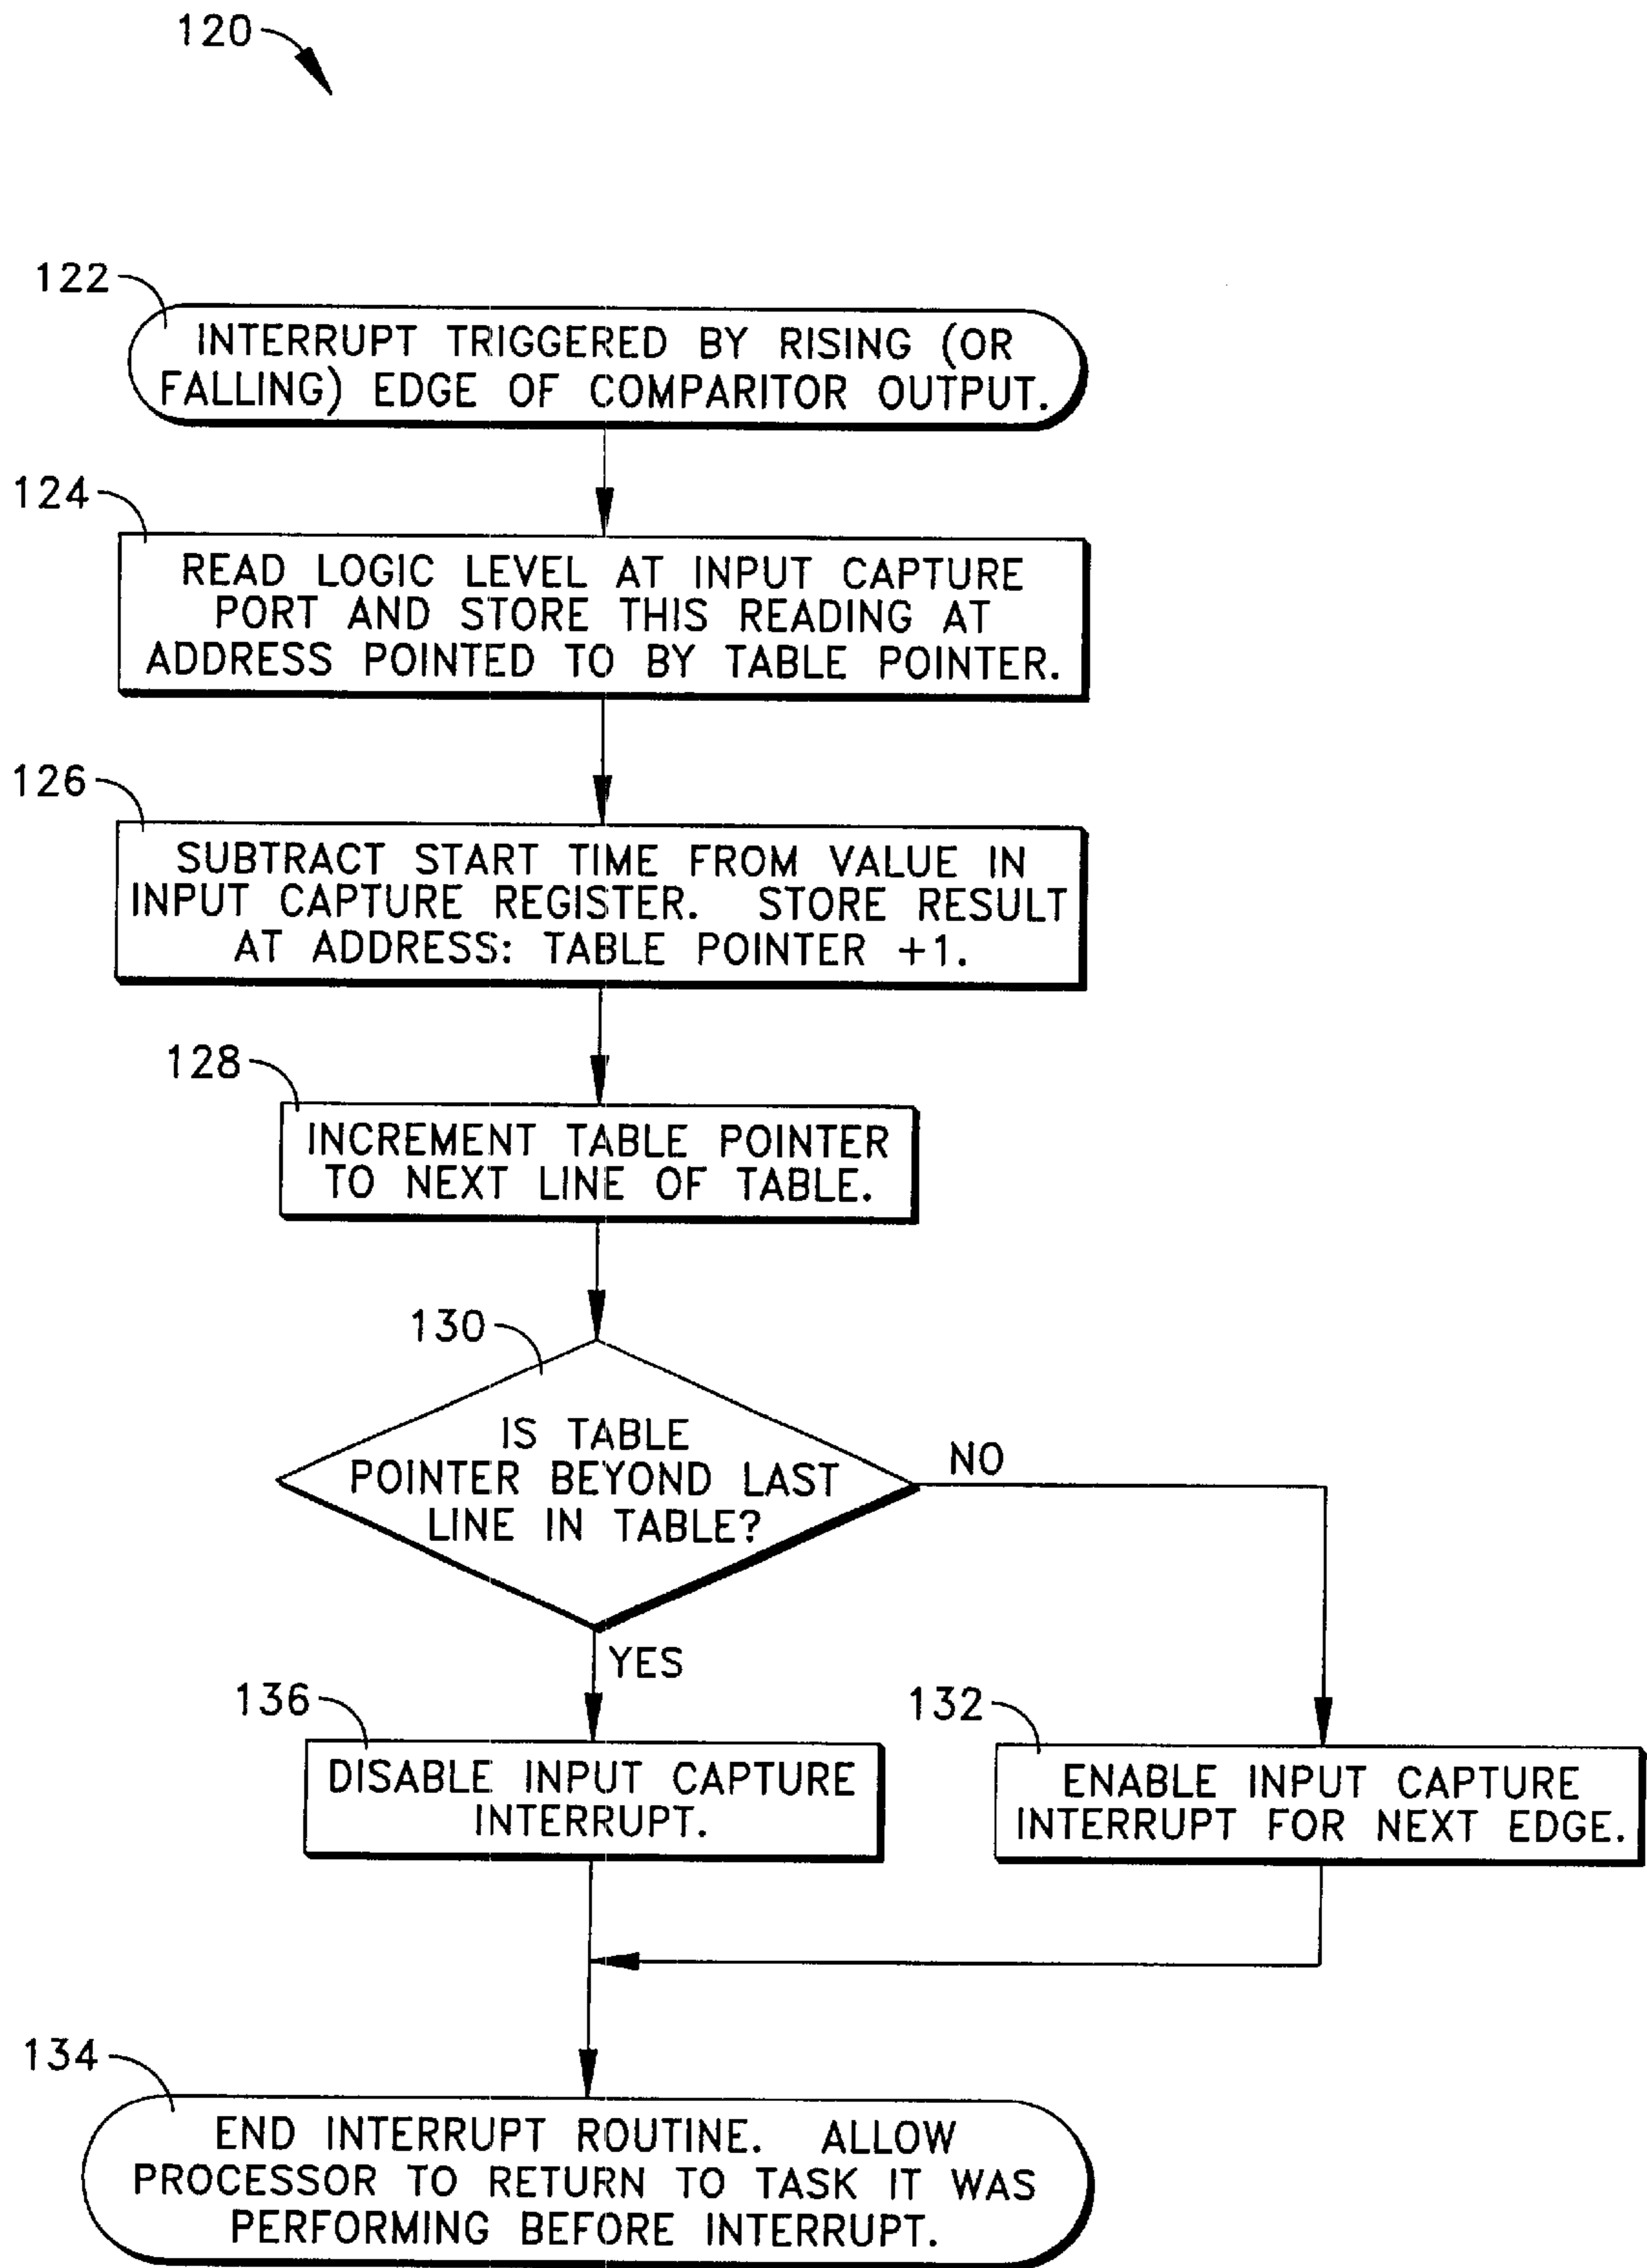 120
122
INTERRUPT TRIGGERED BY RISING (OR
FALLING) EDGE OF COMPARITOR OUTPUT.
124
READ LOGIC LEVEL AT INPUT CAPTURE
PORT AND STORE THIS READING AT
ADDRESS POINTED TO BY TABLE POINTER.
126
SUBTRACT START TIME FROM VALUE IN
INPUT CAPTURE REGISTER. STORE RESULT
AT ADDRESS: TABLE POINTER +1.
128
INCREMENT TABLE POINTER
TO NEXT LINE OF TABLE.
130
IS TABLE
POINTER BEYOND LAST
LINE IN TABLE?
NO
YES
136
DISABLE INPUT CAPTURE
INTERRUPT.
132
ENABLE INPUT CAPTURE
INTERRUPT FOR NEXT EDGE.
134
END INTERRUPT ROUTINE. ALLOW
PROCESSOR TO RETURN TO TASK IT WAS
PERFORMING BEFORE INTERRUPT.